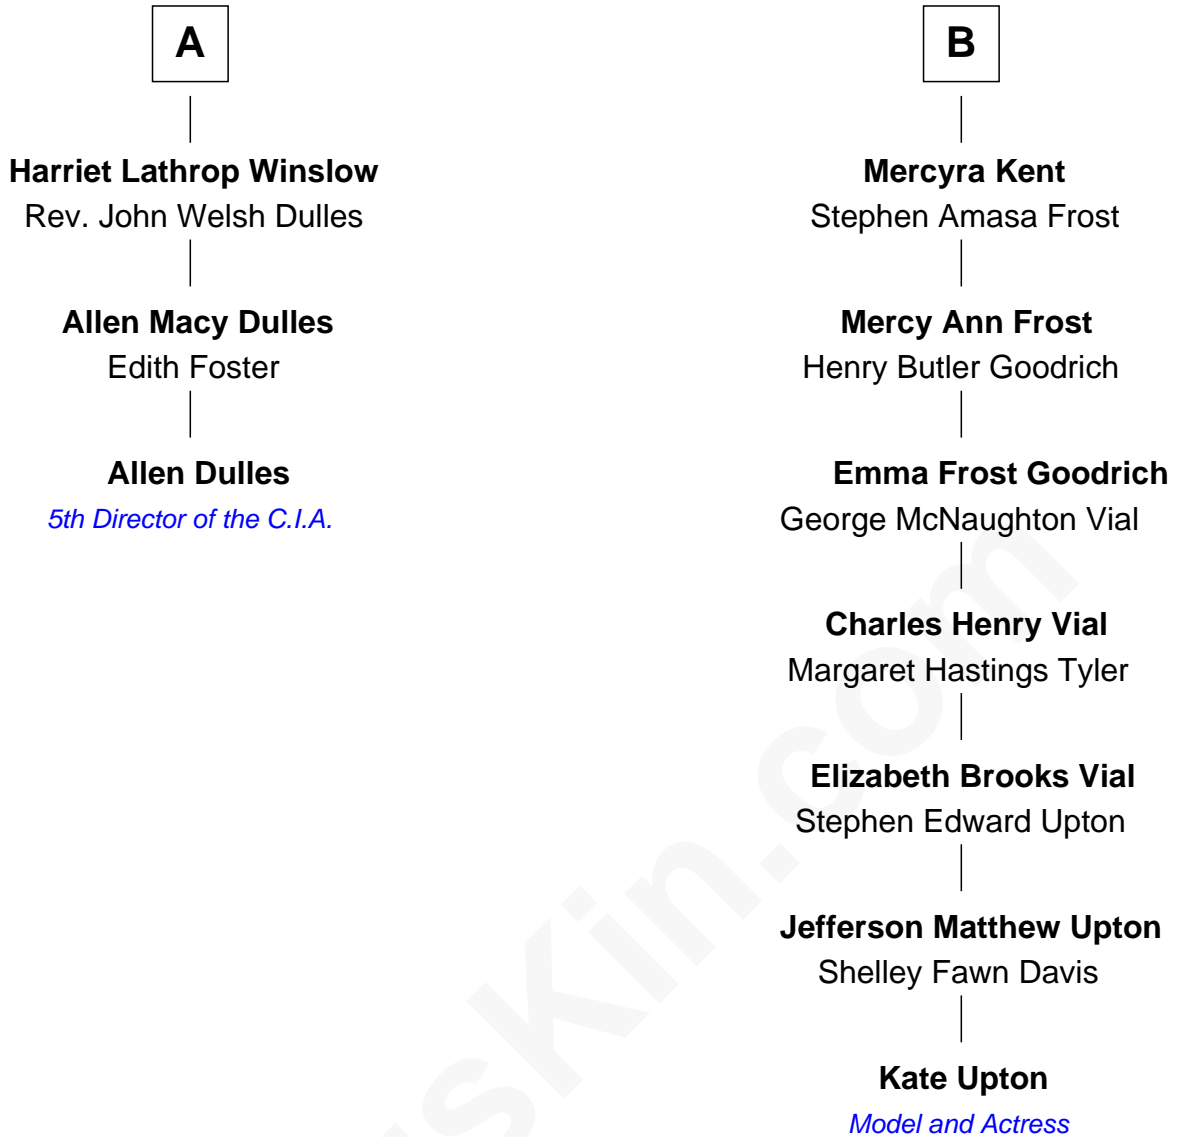 A
Harriet Lathrop Winslow
Rev. John Welsh Dulles
Allen Macy Dulles
Edith Foster
Allen Dulles
5th Director of the C.I.A.
B
Mercyra Kent
Stephen Amasa Frost
Mercy Ann Frost
Henry Butler Goodrich
Emma Frost Goodrich
George McNaughton Vial
Charles Henry Vial
Margaret Hastings Tyler
Elizabeth Brooks Vial
Stephen Edward Upton
Jefferson Matthew Upton
Shelley Fawn Davis
Kate Upton
Model and Actress